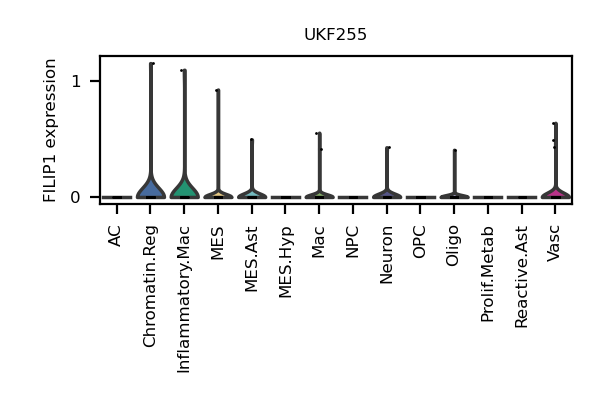 UKF255
FILIP1 expression
1
0
AC
Chromatin.Reg
Inflammatory.Mac
MES
MES.Ast
MES.Hyp
Mac
NPC
Neuron
OPC
Oligo
Prolif.Metab
Reactive.Ast
Vasc